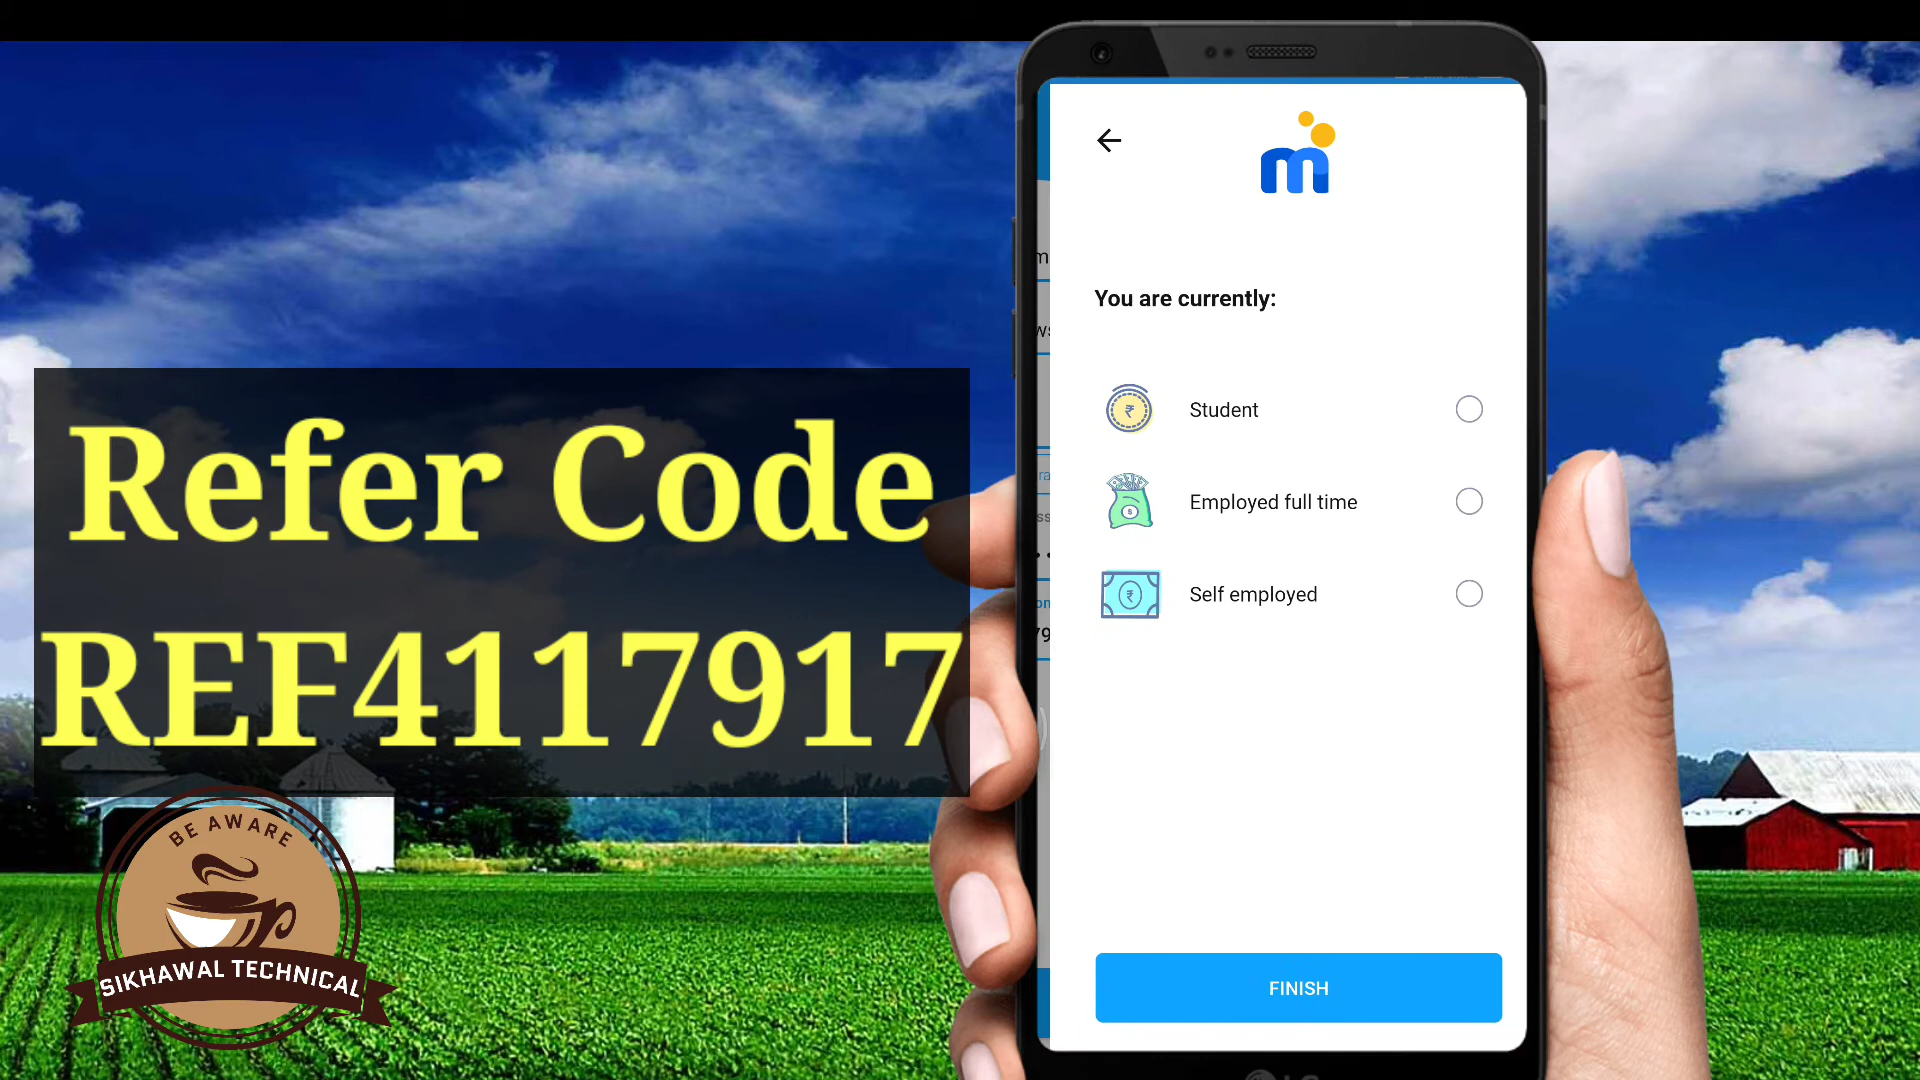 Refer Code
REF4117917
BE AWARE
SIKHAWAL TECHNICAL
m
You are currently:
Student
Employed full time
Self employed
FINISH